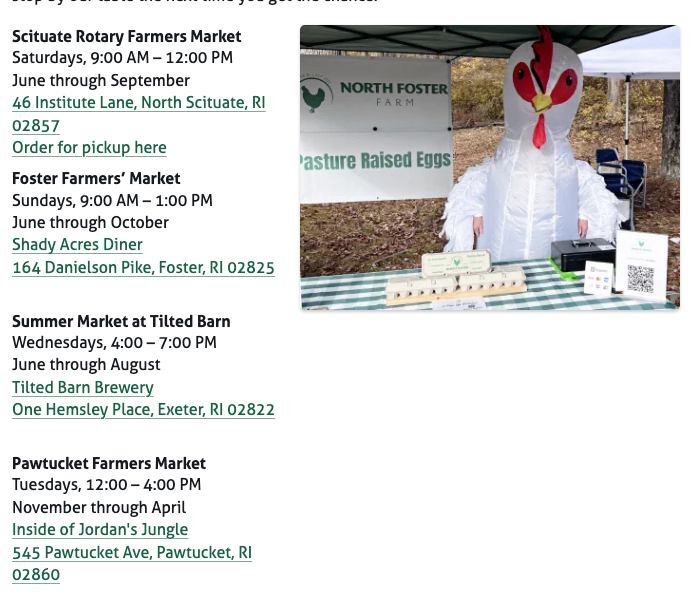 Scituate Rotary Farmers Market
Saturdays, 9:00 AM – 12:00 PM
June through September
46 Institute Lane, North Scituate, RI
02857
Order for pickup here
Foster Farmers’ Market
Sundays, 9:00 AM – 1:00 PM
June through October
Shady Acres Diner
164 Danielson Pike, Foster, RI 02825
Summer Market at Tilted Barn
Wednesdays, 4:00 – 7:00 PM
June through August
Tilted Barn Brewery
One Hemsley Place, Exeter, RI 02822
Pawtucket Farmers Market
Tuesdays, 12:00 – 4:00 PM
November through April
Inside of Jordan's Jungle
545 Pawtucket Ave, Pawtucket, RI
02860
NORTH FOSTER
FARM
Pasture Raised Eggs